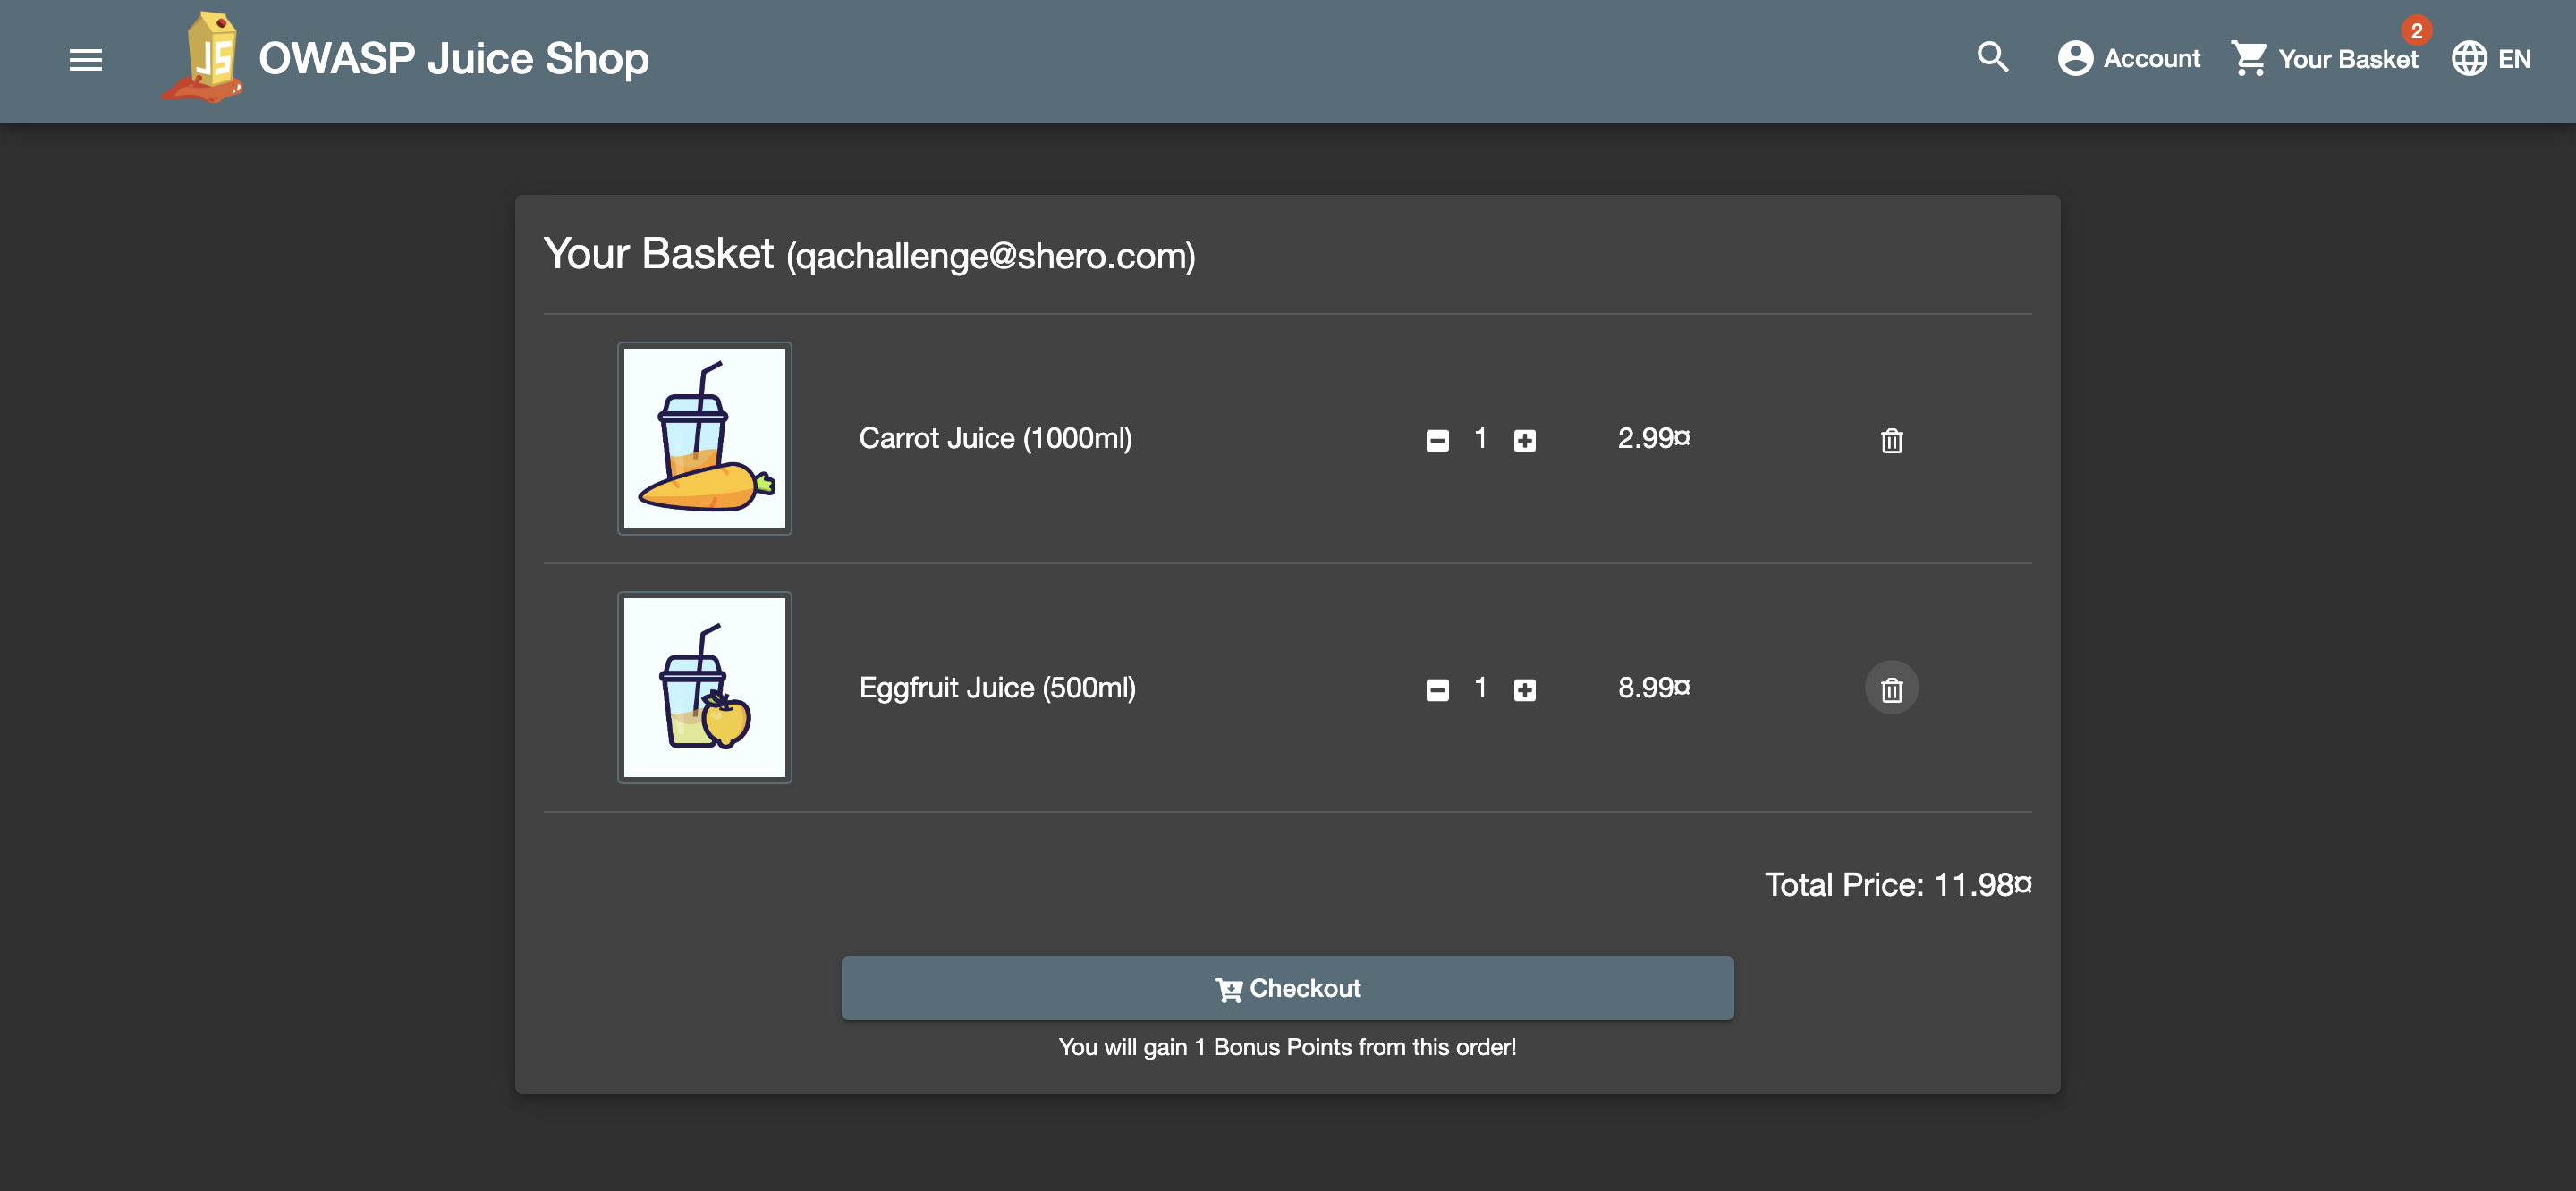 JS
OWASP Juice Shop
Account
Your Basket
2
EN
Your Basket (qachallenge@shero.com)
Carrot Juice (1000ml)
1
2.99¤
Eggfruit Juice (500ml)
1
8.99¤
Total Price: 11.98¤
Checkout
You will gain 1 Bonus Points from this order!